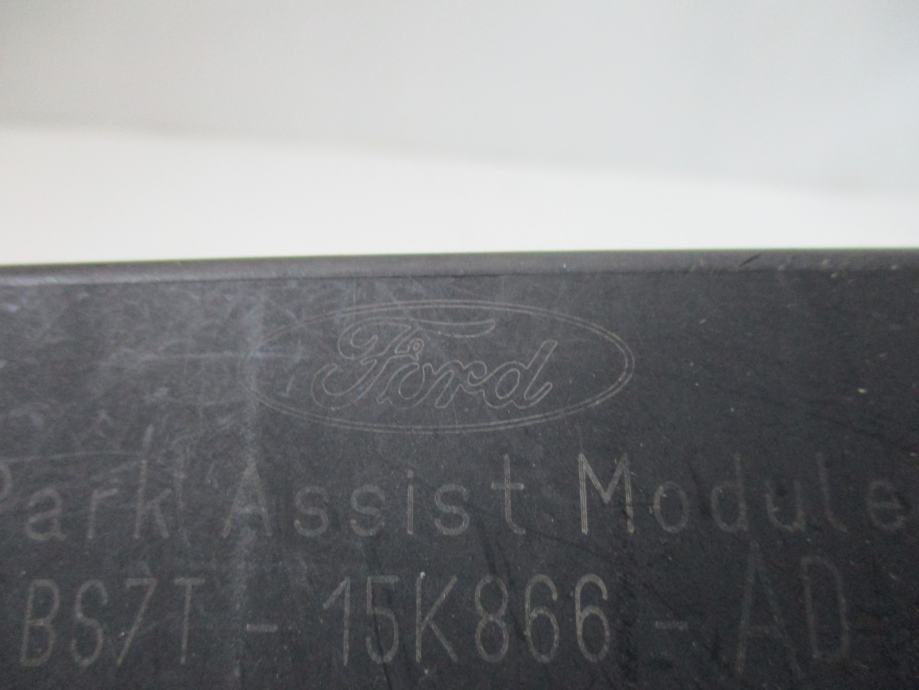 Ford
Park Assist Module
BS7T - 15K866 - AD